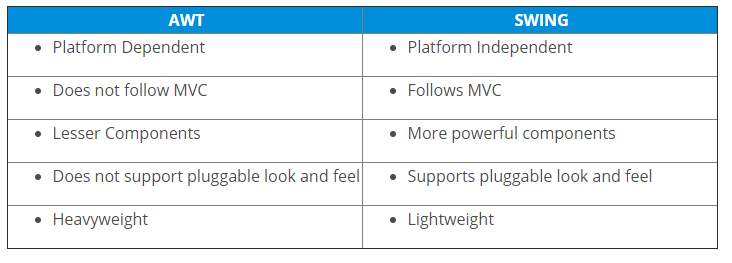 AWT SWING
• Platform Dependent • Platform Independent
• Does not follow MVC • Follows MVC
• Lesser Components • More powerful components
• Does not support pluggable look and feel • Supports pluggable look and feel
• Heavyweight • Lightweight